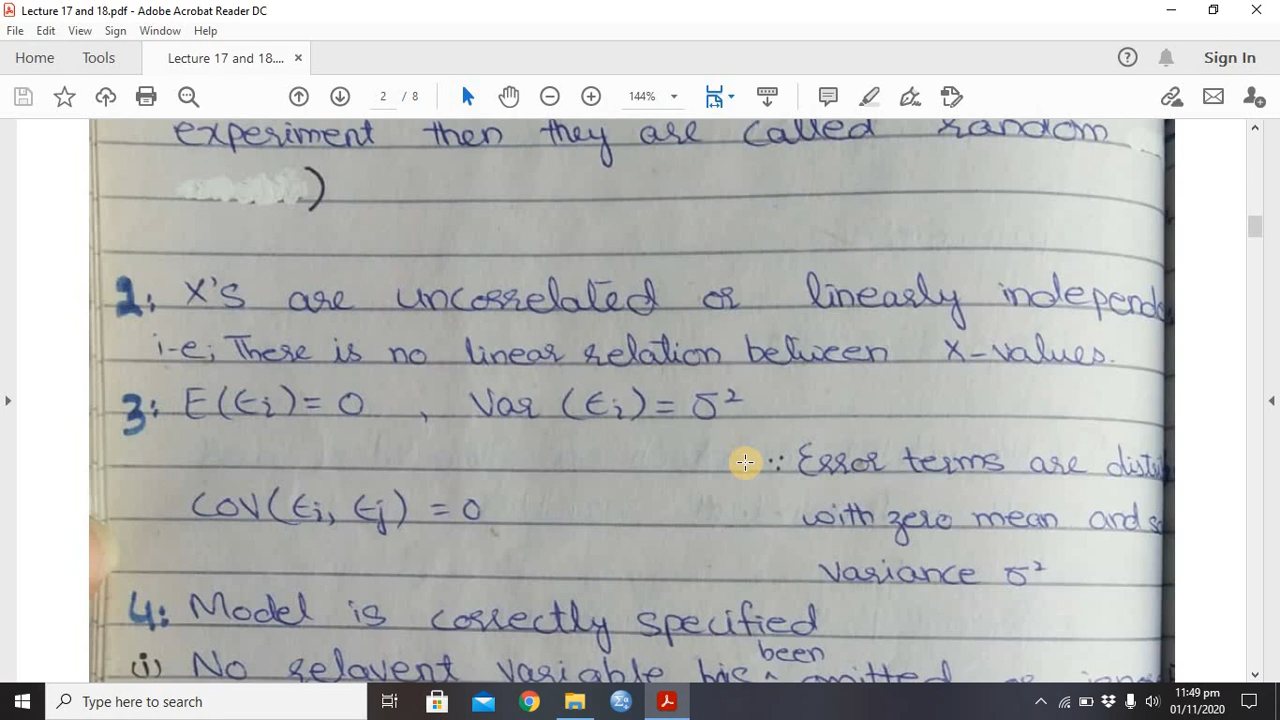 Lecture 17 and 18.pdf - Adobe Acrobat Reader DC
File Edit View Sign Window Help
Home Tools Lecture 17 and 18.... × Sign In
2 / 8 144%
experiment then they are called random
)
2: X's are uncorrelated or linearly independ
i-e; There is no linear relation between X-values.
3: E(ϵi) = 0 , Var (ϵi) = σ²
∵ Error terms are dist
COV(ϵi, ϵj) = 0 with zero mean and s
variance σ²
4: Model is correctly specified
been
(i) No relavent variable has ^ omitted or
Type here to search
11:49 pm
01/11/2020